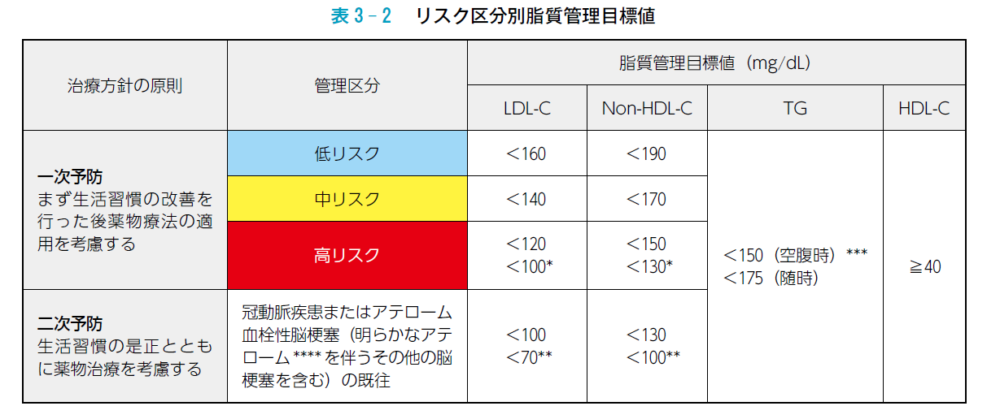 表 3-2 リスク区分別脂質管理目標値
治療方針の原則
管理区分
脂質管理目標値（mg/dL）
LDL-C
Non-HDL-C
TG
HDL-C
一次予防
まず生活習慣の改善を
行った後薬物療法の適
用を考慮する
低リスク
＜160
＜190
中リスク
＜140
＜170
高リスク
＜120
＜100*
＜150
＜130*
＜150（空腹時）***
＜175（随時）
≧40
二次予防
生活習慣の是正ととも
に薬物治療を考慮する
冠動脈疾患またはアテローム
血栓性脳梗塞（明らかなアテ
ローム****を伴うその他の脳
梗塞を含む）の既往
＜100
＜70**
＜130
＜100**